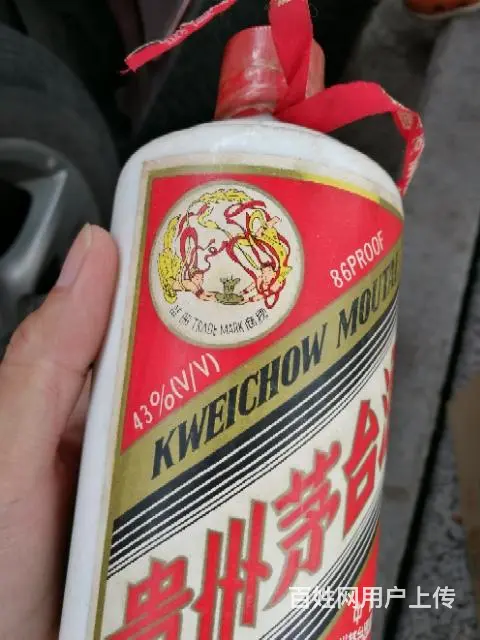 86PROOF
飛天 TRADE MARK 商標
43%(V/V)
KWEICHOW MOUTAI
贵州茅台
中
百姓网用户上传